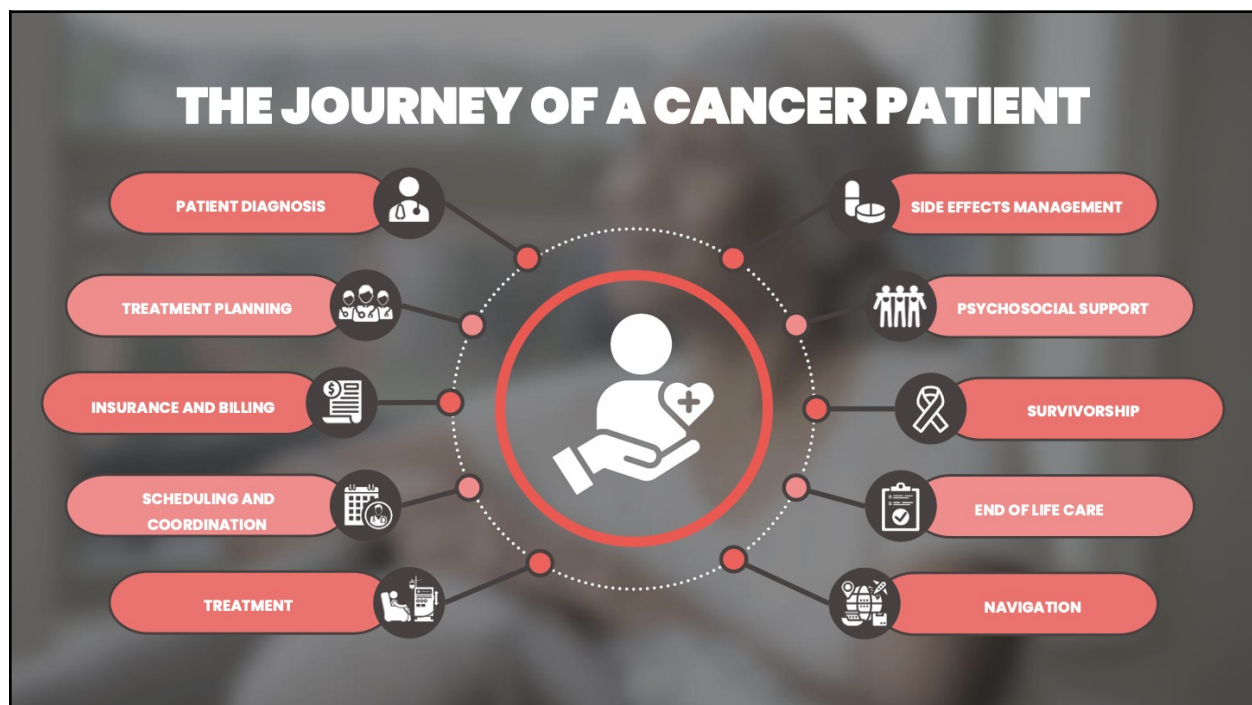 THE JOURNEY OF A CANCER PATIENT
PATIENT DIAGNOSIS
TREATMENT PLANNING
INSURANCE AND BILLING
SCHEDULING AND
COORDINATION
TREATMENT
SIDE EFFECTS MANAGEMENT
PSYCHOSOCIAL SUPPORT
SURVIVORSHIP
END OF LIFE CARE
NAVIGATION